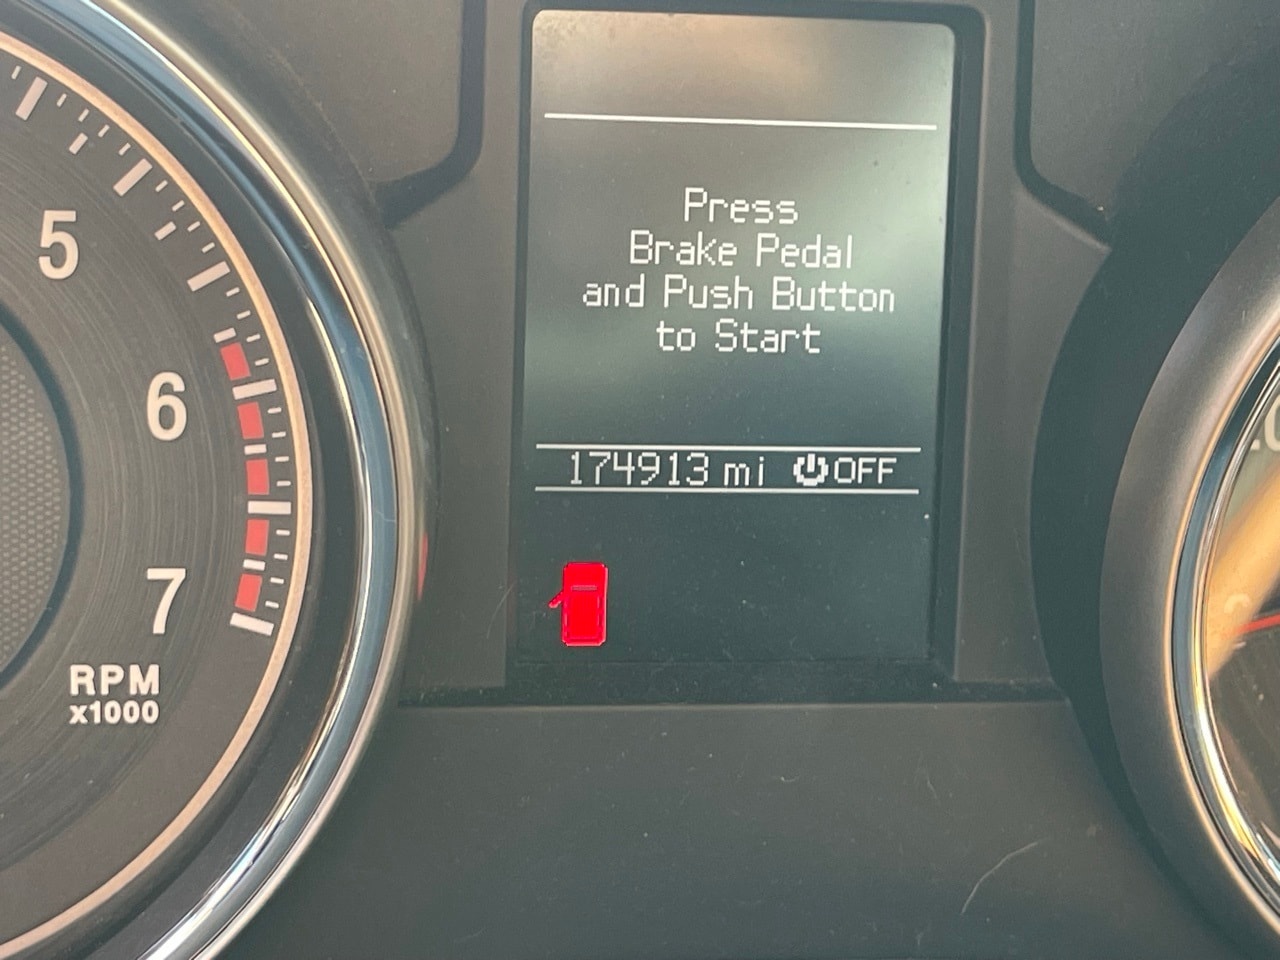 Press
Brake Pedal
and Push Button
to Start
174913 mi OFF
5
6
7
RPM
x1000